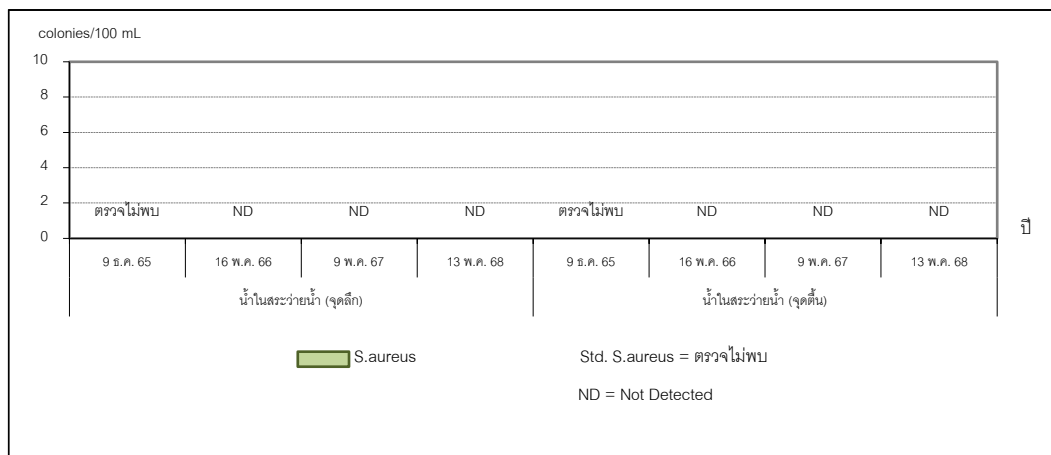 colonies/100 mL
10
8
6
4
2
0
ตรวจไม่พบ ND ND ND ตรวจไม่พบ ND ND ND
ปี
9 ธ.ค. 65 16 พ.ค. 66 9 พ.ค. 67 13 พ.ค. 68 9 ธ.ค. 65 16 พ.ค. 66 9 พ.ค. 67 13 พ.ค. 68
น้ำในสระว่ายน้ำ (จุดลึก) น้ำในสระว่ายน้ำ (จุดตื้น)
S.aureus Std. S.aureus = ตรวจไม่พบ
ND = Not Detected